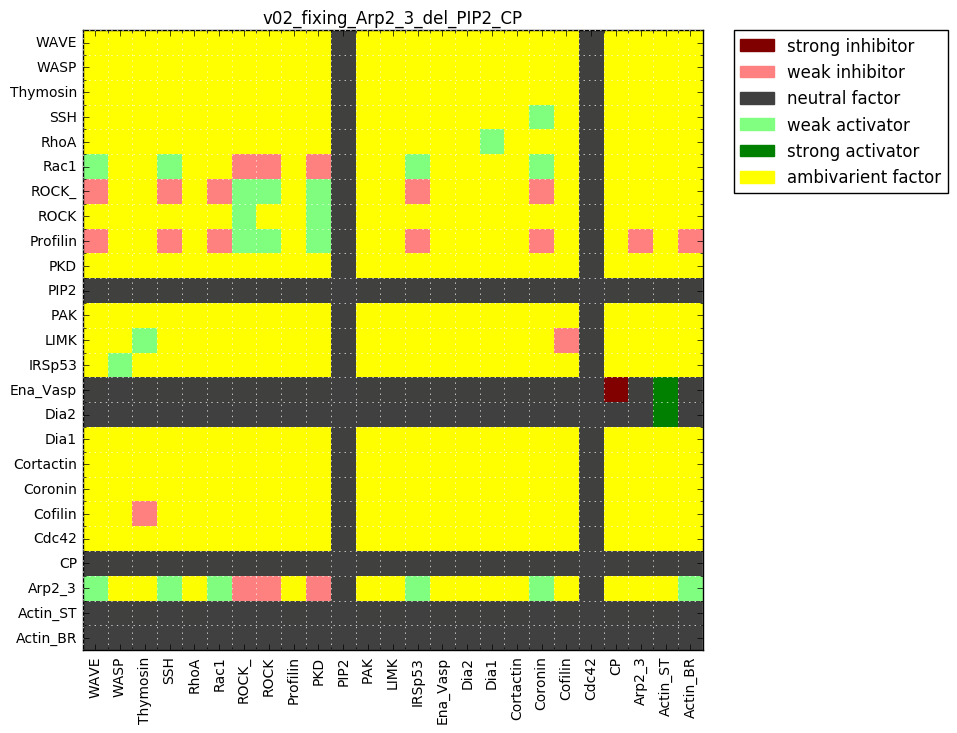 v02_fixing_Arp2_3_del_PIP2_CP
WAVE
WASP
Thymosin
SSH
RhoA
Rac1
ROCK_
ROCK
Profilin
PKD
PIP2
PAK
LIMK
IRSp53
Ena_Vasp
Dia2
Dia1
Cortactin
Coronin
Cofilin
Cdc42
CP
Arp2_3
Actin_ST
Actin_BR
WAVE
WASP
Thymosin
SSH
RhoA
Rac1
ROCK_
ROCK
Profilin
PKD
PIP2
PAK
LIMK
IRSp53
Ena_Vasp
Dia2
Dia1
Cortactin
Coronin
Cofilin
Cdc42
CP
Arp2_3
Actin_ST
Actin_BR
strong inhibitor
weak inhibitor
neutral factor
weak activator
strong activator
ambivarient factor